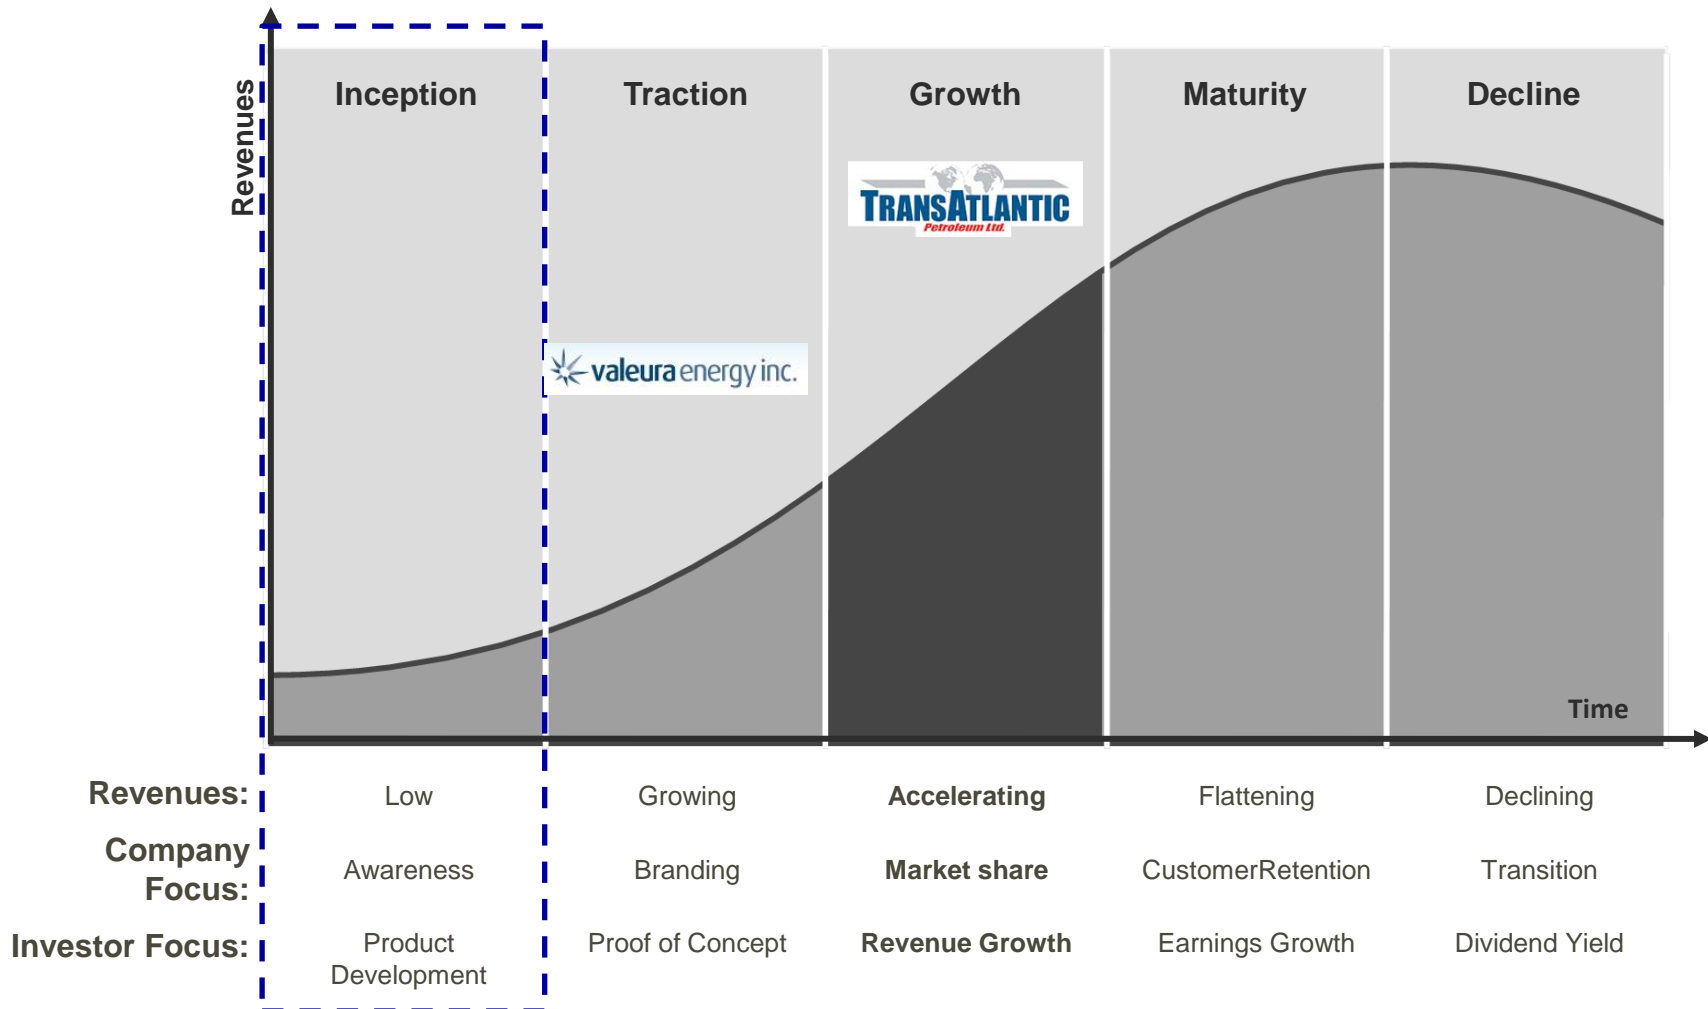 Revenues
Inception
Traction
Growth
Maturity
Decline
TRANSATLANTIC
Petroleum Ltd.
valeura energy inc.
Time
Revenues:
Low
Growing
Accelerating
Flattening
Declining
Company
Focus:
Awareness
Branding
Market share
CustomerRetention
Transition
Investor Focus:
Product
Development
Proof of Concept
Revenue Growth
Earnings Growth
Dividend Yield